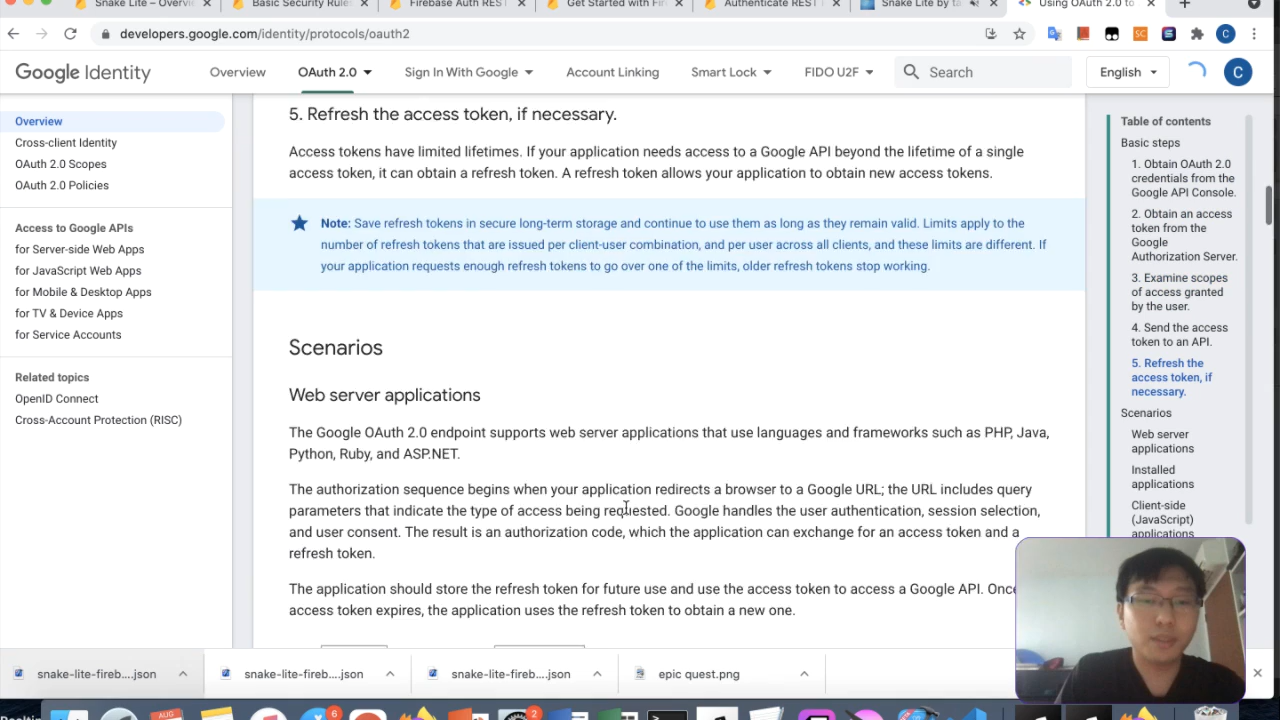 Snake Lite – Overvi
Basic Security Rules
Firebase Auth REST
Get Started with Fir
Authenticate REST
Snake Lite by ta
Using OAuth 2.0 to
developers.google.com/identity/protocols/oauth2
SC
C
Google Identity
Overview
OAuth 2.0
Sign In With Google
Account Linking
Smart Lock
FIDO U2F
Search
English
C
Overview
Cross-client Identity
OAuth 2.0 Scopes
OAuth 2.0 Policies
Access to Google APIs
for Server-side Web Apps
for JavaScript Web Apps
for Mobile & Desktop Apps
for TV & Device Apps
for Service Accounts
Related topics
OpenID Connect
Cross-Account Protection (RISC)
5. Refresh the access token, if necessary.
Access tokens have limited lifetimes. If your application needs access to a Google API beyond the lifetime of a single
access token, it can obtain a refresh token. A refresh token allows your application to obtain new access tokens.
Note: Save refresh tokens in secure long-term storage and continue to use them as long as they remain valid. Limits apply to the
number of refresh tokens that are issued per client-user combination, and per user across all clients, and these limits are different. If
your application requests enough refresh tokens to go over one of the limits, older refresh tokens stop working.
Scenarios
Web server applications
The Google OAuth 2.0 endpoint supports web server applications that use languages and frameworks such as PHP, Java,
Python, Ruby, and ASP.NET.
The authorization sequence begins when your application redirects a browser to a Google URL; the URL includes query
parameters that indicate the type of access being requested. Google handles the user authentication, session selection,
and user consent. The result is an authorization code, which the application can exchange for an access token and a
refresh token.
The application should store the refresh token for future use and use the access token to access a Google API. Once
access token expires, the application uses the refresh token to obtain a new one.
Table of contents
Basic steps
1. Obtain OAuth 2.0
credentials from the
Google API Console.
2. Obtain an access
token from the
Google
Authorization Server.
3. Examine scopes
of access granted
by the user.
4. Send the access
token to an API.
5. Refresh the
access token, if
necessary.
Scenarios
Web server
applications
Installed
applications
Client-side
(JavaScript)
applications
snake-lite-fireb....json
snake-lite-fireb....json
snake-lite-fireb....json
epic quest.png
AUG
6
2